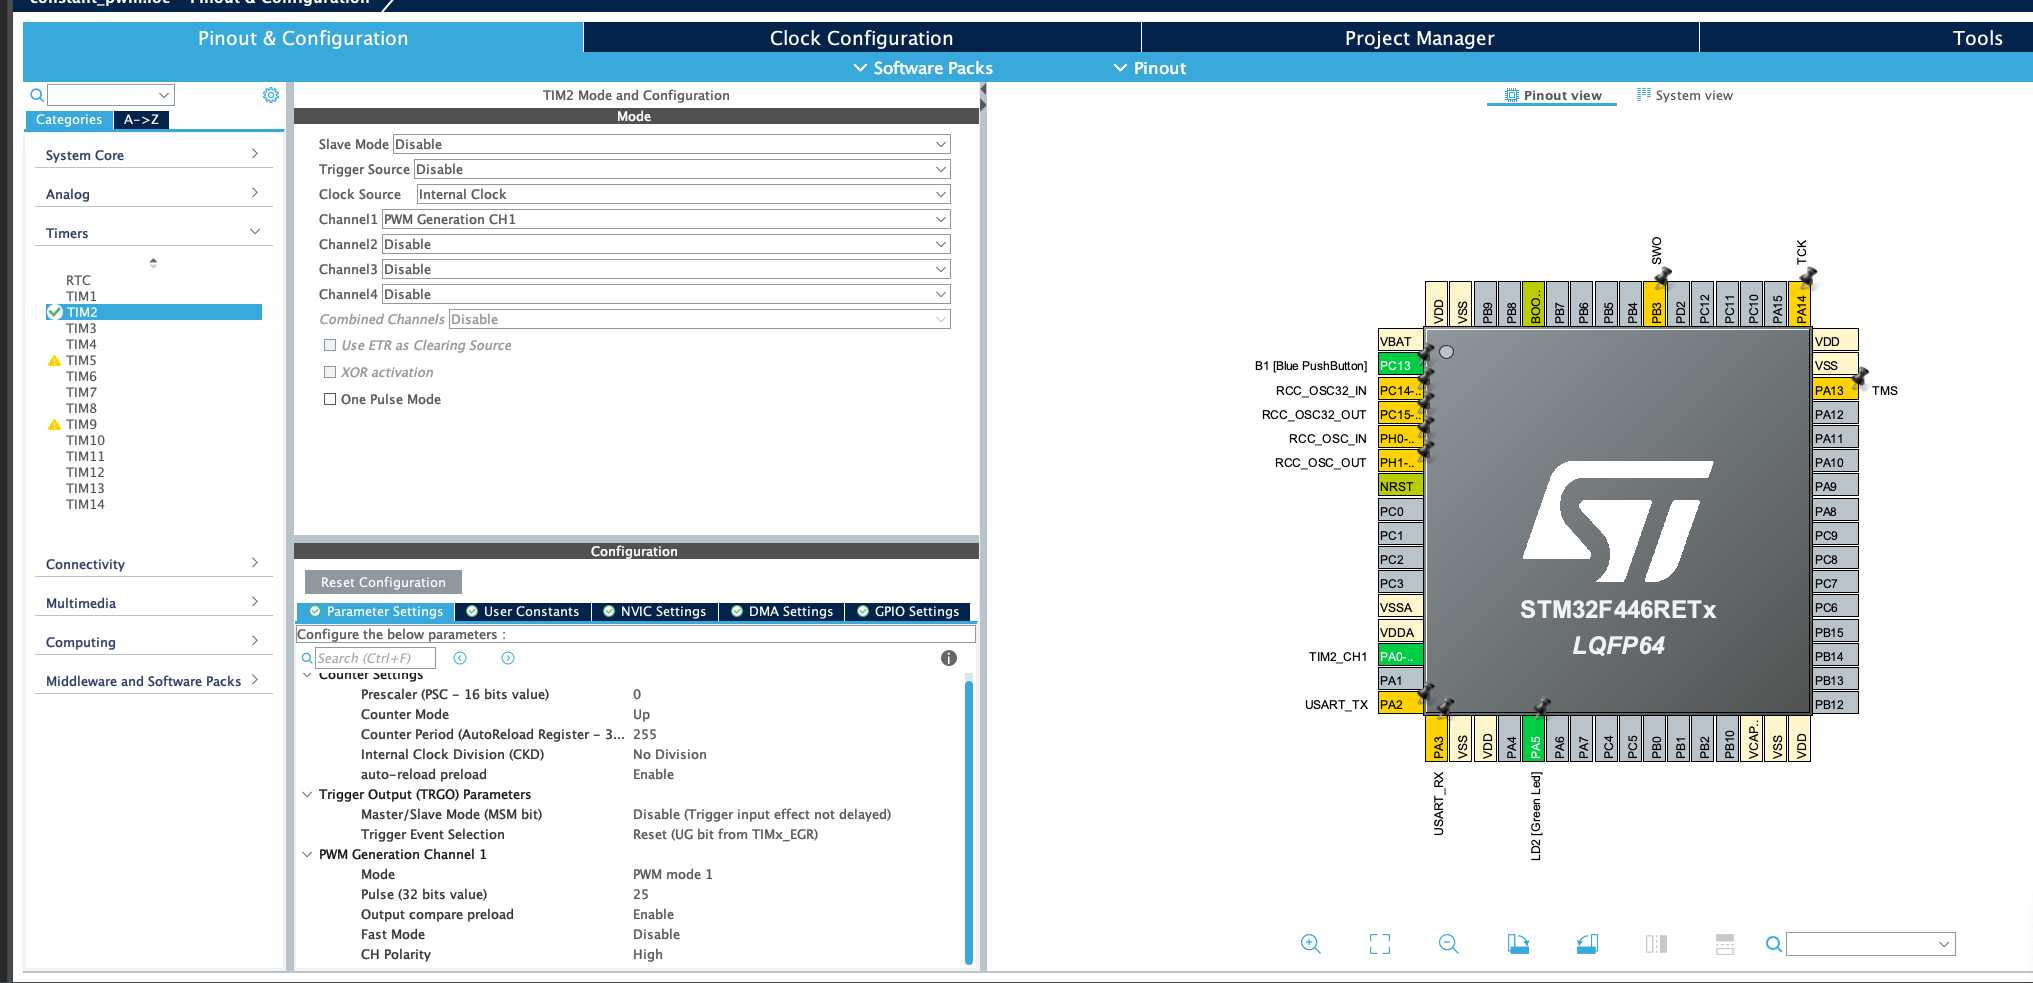 Pinout & Configuration
Clock Configuration
Project Manager
Tools
Software Packs
Pinout
Categories
A->Z
System Core
Analog
Timers
RTC
TIM1
TIM2
TIM3
TIM4
TIM5
TIM6
TIM7
TIM8
TIM9
TIM10
TIM11
TIM12
TIM13
TIM14
Connectivity
Multimedia
Computing
Middleware and Software Packs
TIM2 Mode and Configuration
Mode
Slave Mode Disable
Trigger Source Disable
Clock Source Internal Clock
Channel1 PWM Generation CH1
Channel2 Disable
Channel3 Disable
Channel4 Disable
Combined Channels Disable
Use ETR as Clearing Source
XOR activation
One Pulse Mode
Configuration
Reset Configuration
Parameter Settings
User Constants
NVIC Settings
DMA Settings
GPIO Settings
Configure the below parameters :
Search (Ctrl+F)
Counter Settings
Prescaler (PSC - 16 bits value) 0
Counter Mode Up
Counter Period (AutoReload Register - 3... 255
Internal Clock Division (CKD) No Division
auto-reload preload Enable
Trigger Output (TRGO) Parameters
Master/Slave Mode (MSM bit) Disable (Trigger input effect not delayed)
Trigger Event Selection Reset (UG bit from TIMx_EGR)
PWM Generation Channel 1
Mode PWM mode 1
Pulse (32 bits value) 25
Output compare preload Enable
Fast Mode Disable
CH Polarity High
Pinout view
System view
SWO
TCK
VDD
VSS
PB9
PB8
BOO..
PB7
PB6
PB5
PB4
PB3
PD2
PC12
PC11
PC10
PA15
PA14
VBAT
B1 [Blue PushButton] PC13
RCC_OSC32_IN PC14-..
RCC_OSC32_OUT PC15-..
RCC_OSC_IN PH0-..
RCC_OSC_OUT PH1-..
NRST
PC0
PC1
PC2
PC3
VSSA
VDDA
TIM2_CH1 PA0-..
PA1
USART_TX PA2
ST
STM32F446RETx
LQFP64
VDD
VSS
PA13 TMS
PA12
PA11
PA10
PA9
PA8
PC9
PC8
PC7
PC6
PB15
PB14
PB13
PB12
PA3
VSS
VDD
PA4
PA5
PA6
PA7
PC4
PC5
PB0
PB1
PB2
PB10
VCAP..
VSS
VDD
USART_RX
LD2 [Green Led]